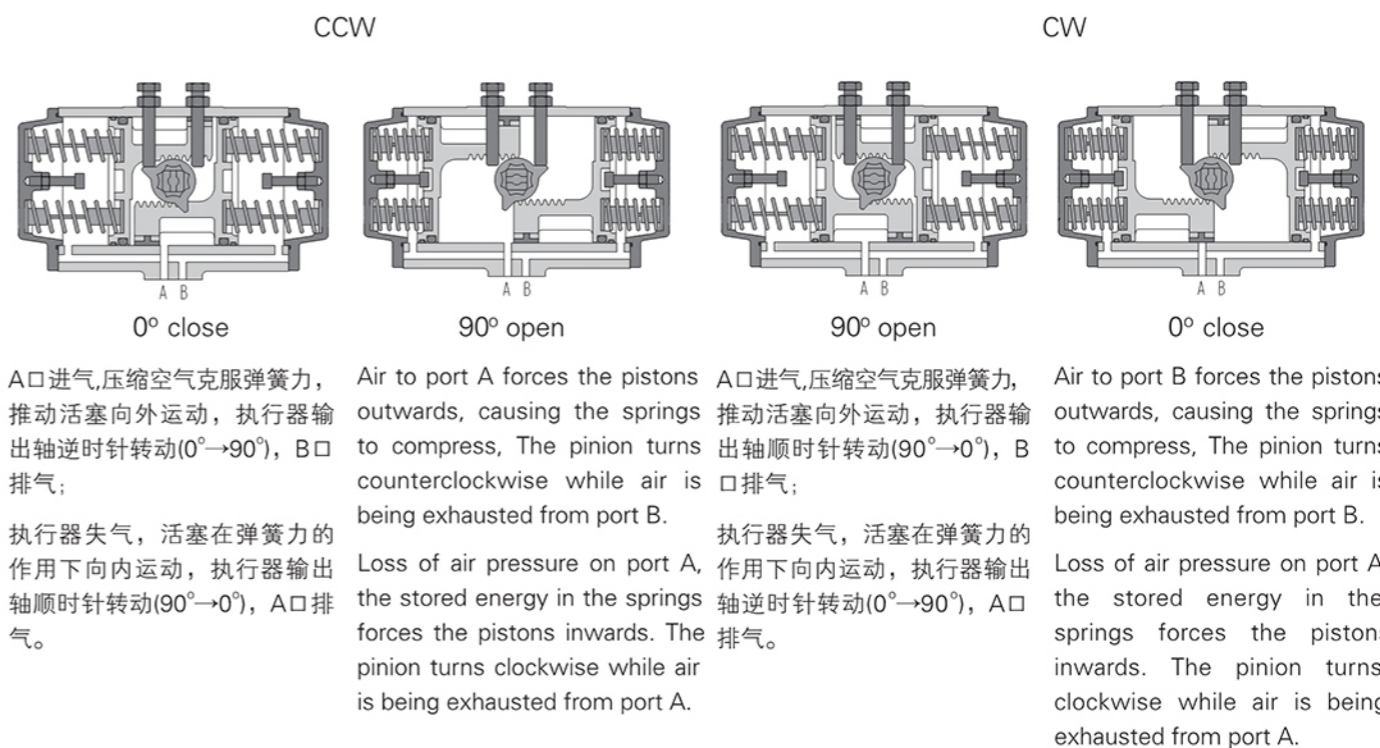 CCW
CW
A B
A B
A B
A B
0° close
90° open
90° open
0° close
A口进气,压缩空气克服弹簧力，
推动活塞向外运动，执行器输
出轴逆时针转动(0°→90°)，B口
排气；
执行器失气，活塞在弹簧力的
作用下向内运动，执行器输出
轴顺时针转动(90°→0°)，A口排
气。
Air to port A forces the pistons
outwards, causing the springs
to compress, The pinion turns
counterclockwise while air is
being exhausted from port B.
Loss of air pressure on port A,
the stored energy in the springs
forces the pistons inwards. The
pinion turns clockwise while air
is being exhausted from port A.
A口进气,压缩空气克服弹簧力,
推动活塞向外运动，执行器输
出轴顺时针转动(90°→0°)，B
口排气；
执行器失气，活塞在弹簧力的
作用下向内运动，执行器输出
轴逆时针转动(0°→90°)，A口
排气。
Air to port B forces the pistons
outwards, causing the springs
to compress, The pinion turns
counterclockwise while air is
being exhausted from port B.
Loss of air pressure on port A
the stored energy in the
springs forces the pistons
inwards. The pinion turns
clockwise while air is being
exhausted from port A.